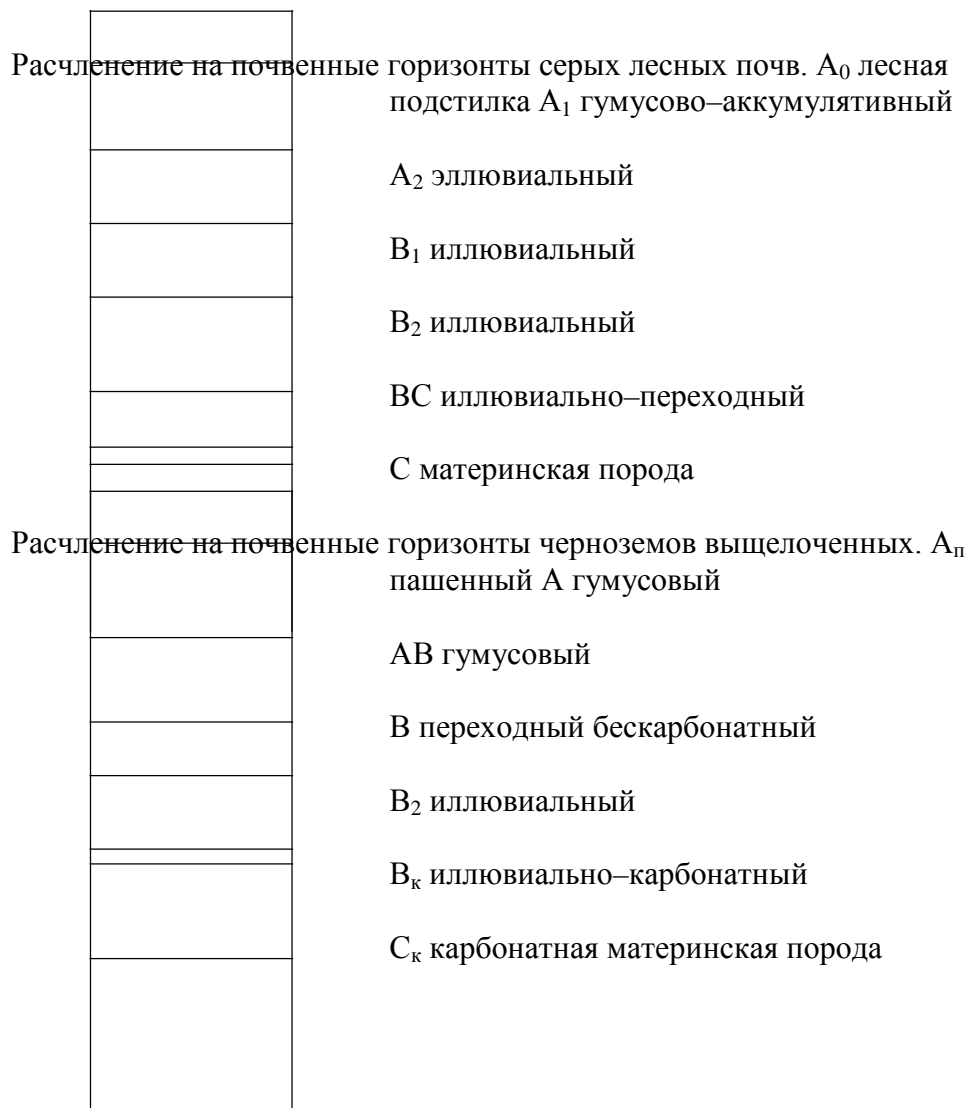 Расчленение на почвенные горизонты серых лесных почв. А₀ лесная
подстилка А₁ гумусово–аккумулятивный
А₂ эллювиальный
В₁ иллювиальный
В₂ иллювиальный
ВС иллювиально–переходный
С материнская порода
Расчленение на почвенные горизонты черноземов выщелоченных. Ап
пашенный А гумусовый
АВ гумусовый
В переходный бескарбонатный
В₂ иллювиальный
Вк иллювиально–карбонатный
Ск карбонатная материнская порода